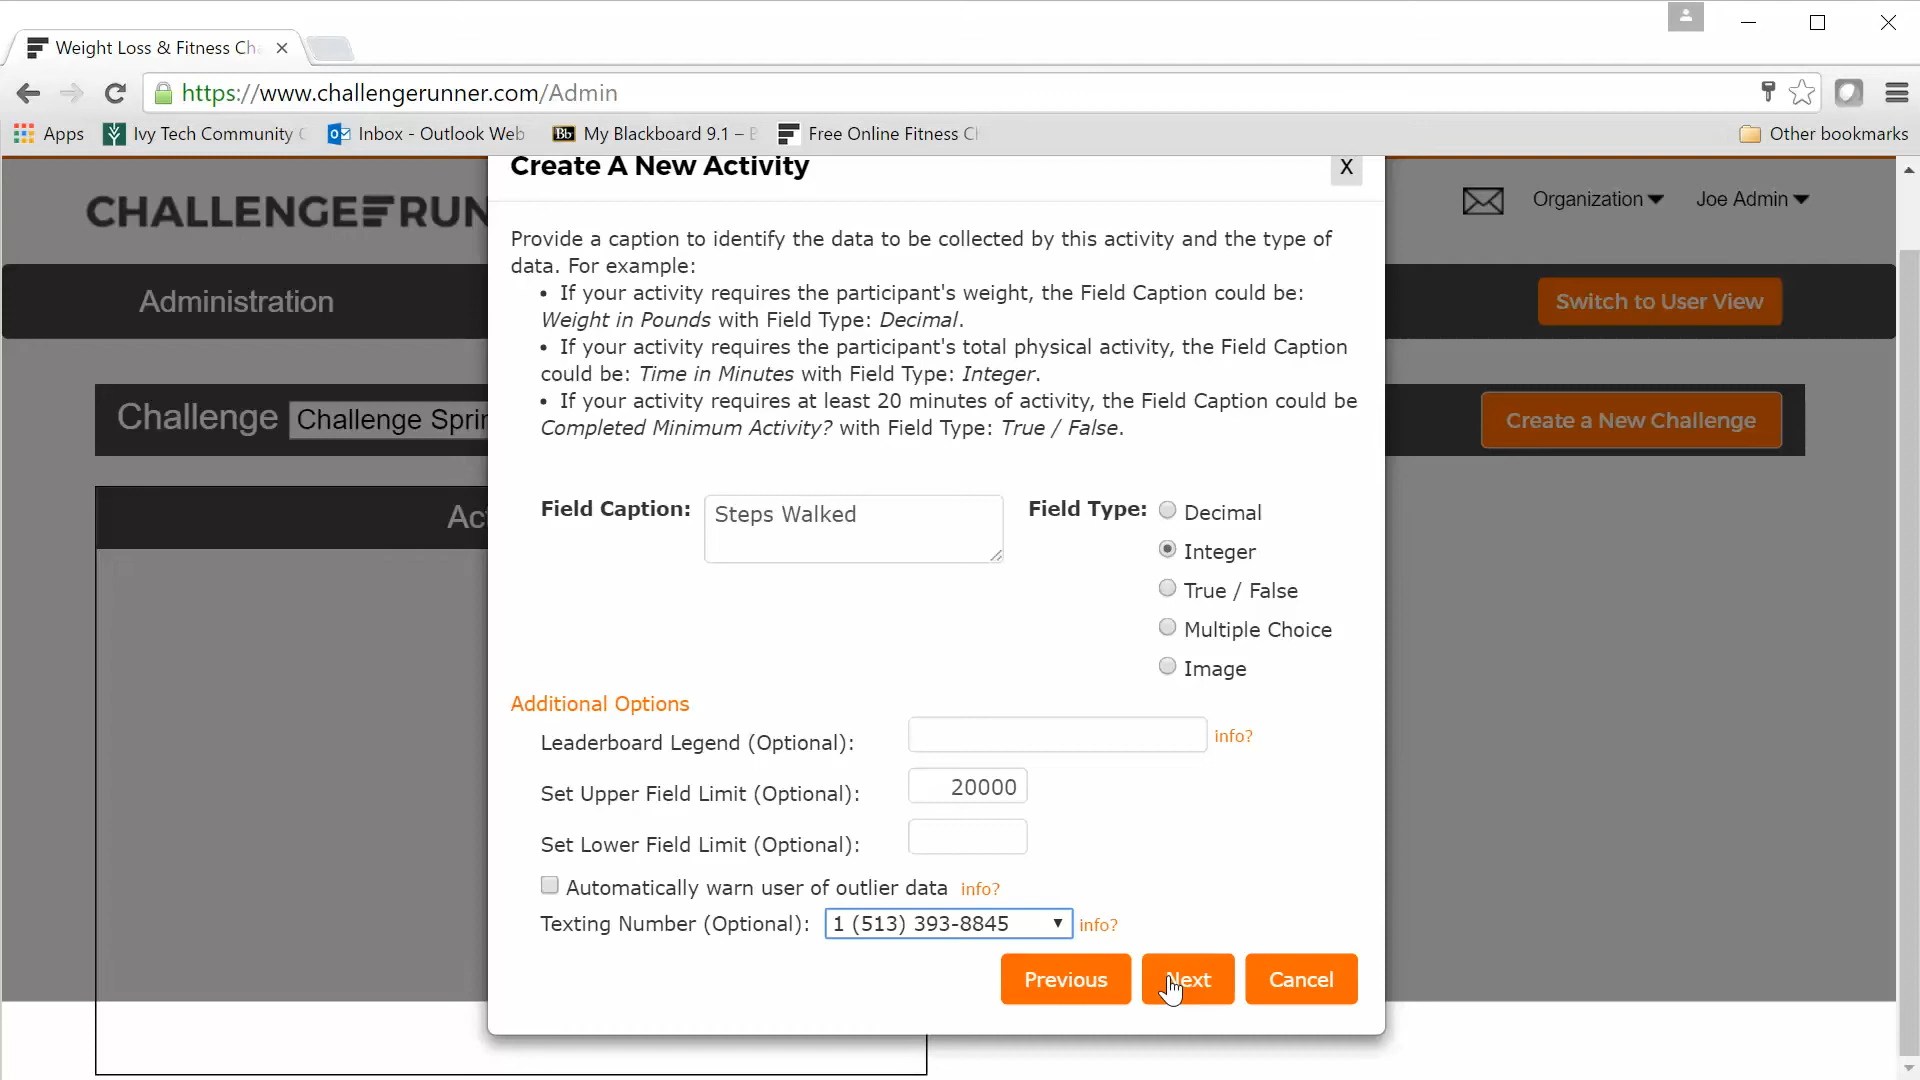 Weight Loss & Fitness Cha
https://www.challengerunner.com/Admin
Apps
Ivy Tech Community
Inbox - Outlook Web
Bb My Blackboard 9.1 –
Free Online Fitness
Other bookmarks
Create A New Activity
X
CHALLENGE RUN
Organization
Joe Admin
Provide a caption to identify the data to be collected by this activity and the type of
data. For example:
• If your activity requires the participant's weight, the Field Caption could be:
Weight in Pounds with Field Type: Decimal.
• If your activity requires the participant's total physical activity, the Field Caption
could be: Time in Minutes with Field Type: Integer.
• If your activity requires at least 20 minutes of activity, the Field Caption could be
Completed Minimum Activity? with Field Type: True / False.
Administration
Switch to User View
Challenge
Challenge Sprin
Create a New Challenge
Act
Field Caption:
Steps Walked
Field Type:
Decimal
Integer
True / False
Multiple Choice
Image
Additional Options
Leaderboard Legend (Optional):
info?
Set Upper Field Limit (Optional):
20000
Set Lower Field Limit (Optional):
Automatically warn user of outlier data info?
Texting Number (Optional):
1 (513) 393-8845
info?
Previous
Next
Cancel